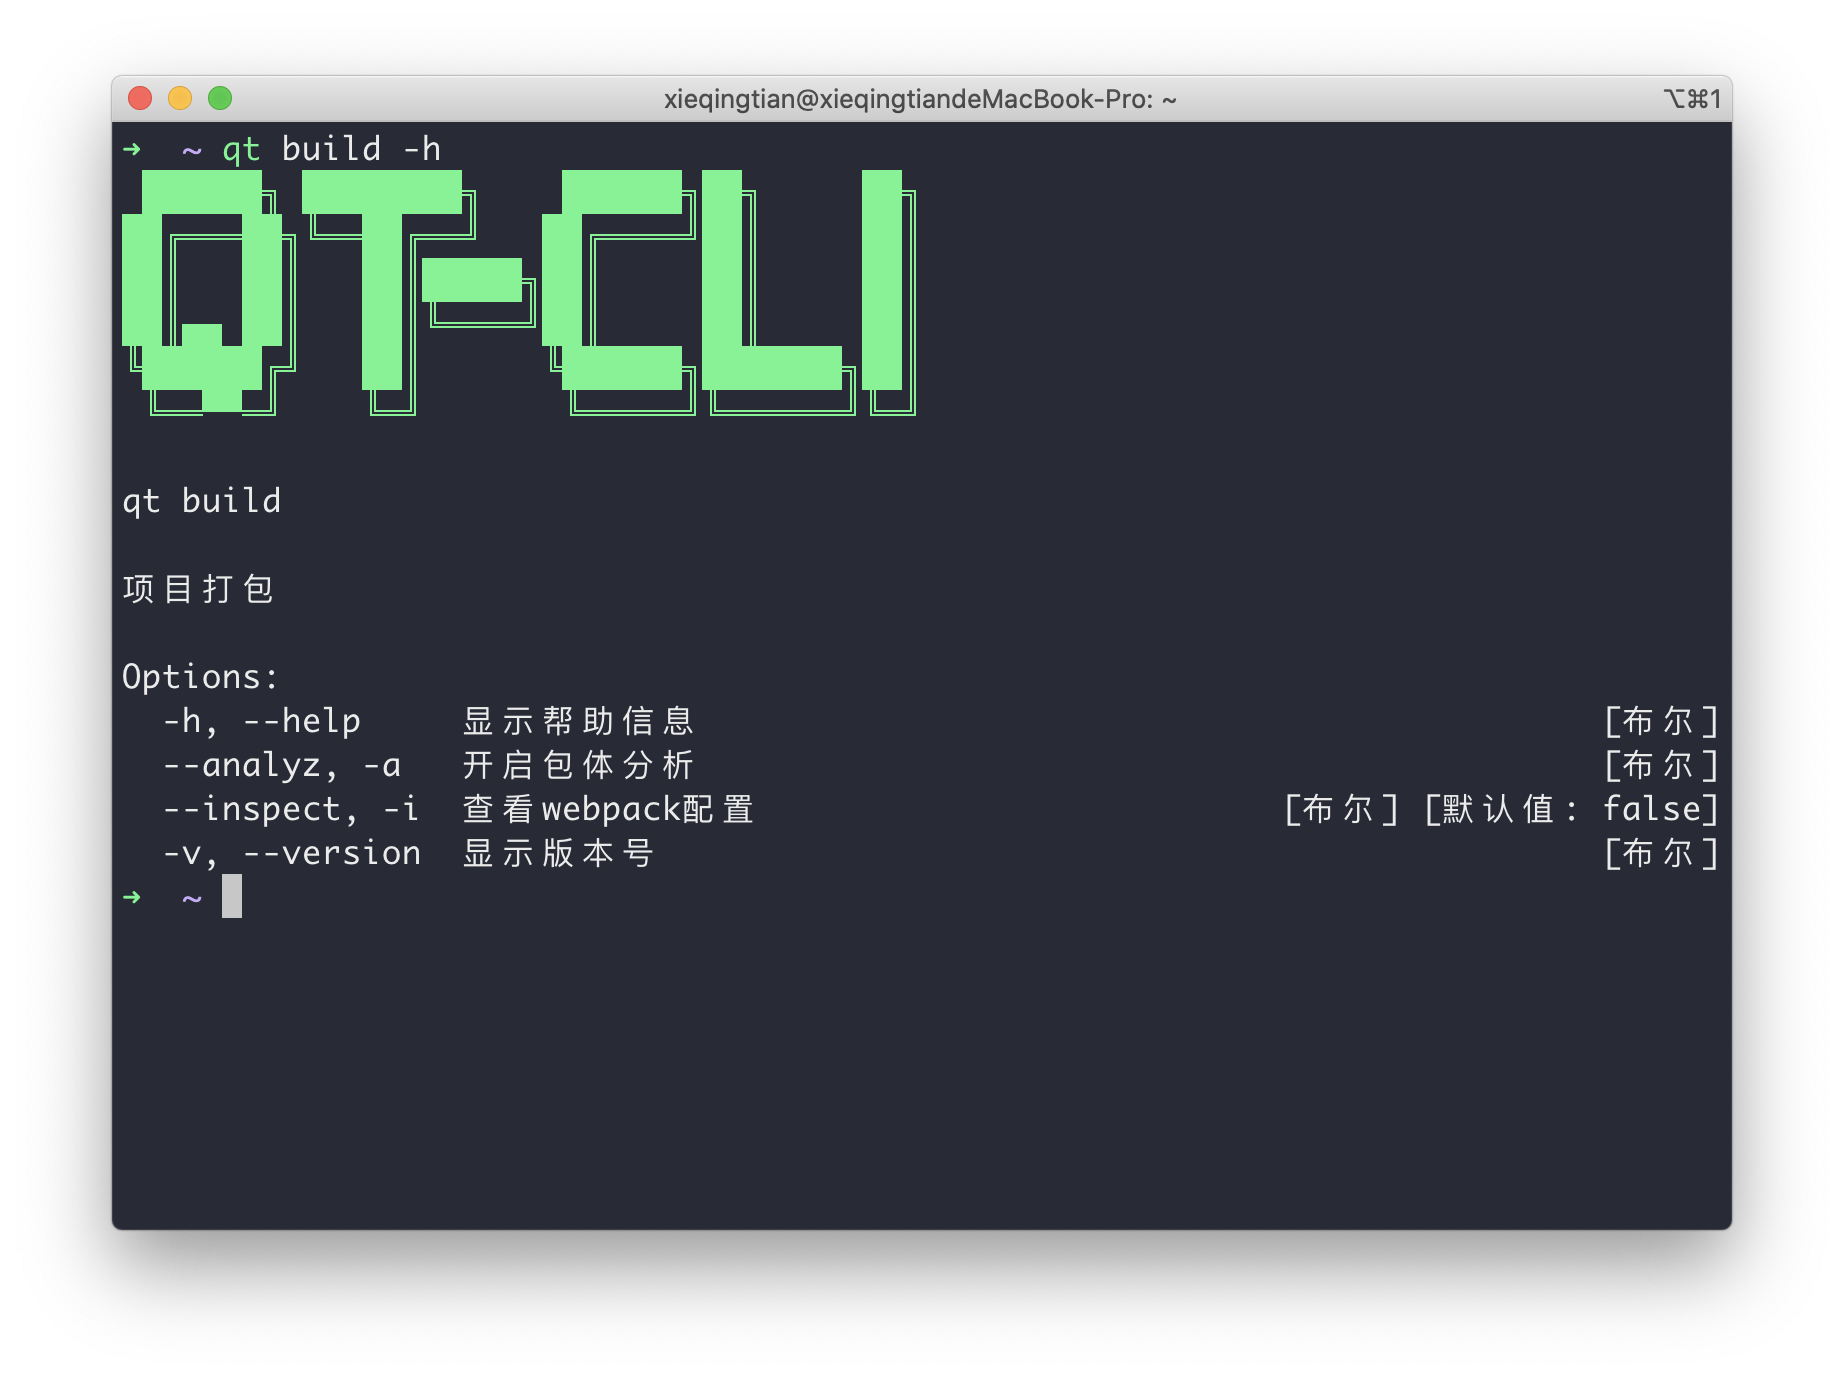 xieqingtian@xieqingtiandeMacBook-Pro: ~ ⌥⌘1
➜ ~ qt build -h
QT-CLI
qt build
项目打包
Options:
-h, --help 显示帮助信息 [布尔]
--analyz, -a 开启包体分析 [布尔]
--inspect, -i 查看webpack配置 [布尔] [默认值: false]
-v, --version 显示版本号 [布尔]
➜ ~